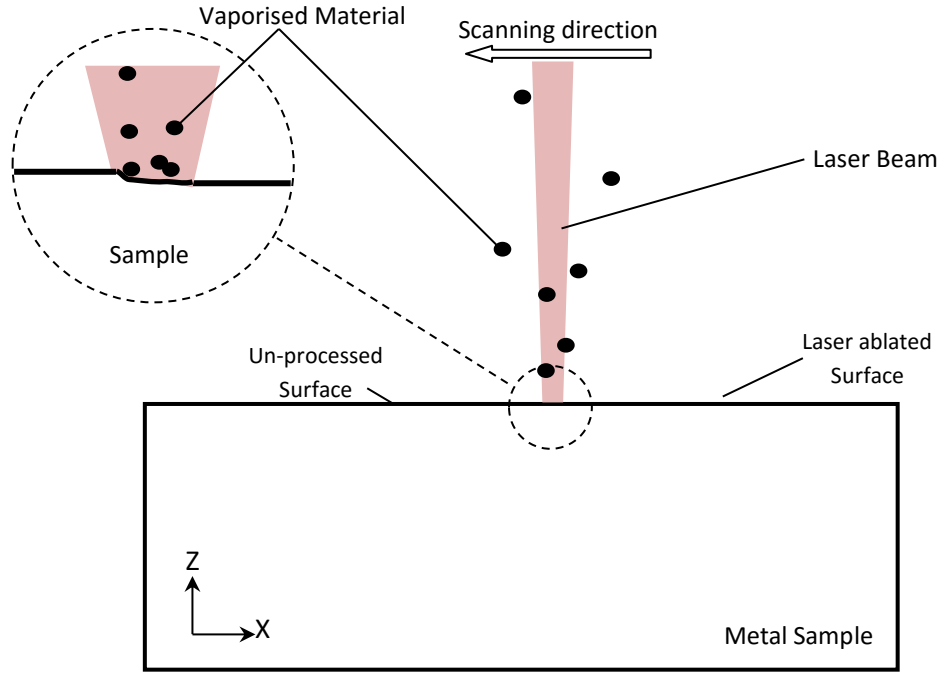 Vaporised Material
Scanning direction
Laser Beam
Sample
Un-processed
Surface
Laser ablated
Surface
Z
X
Metal Sample